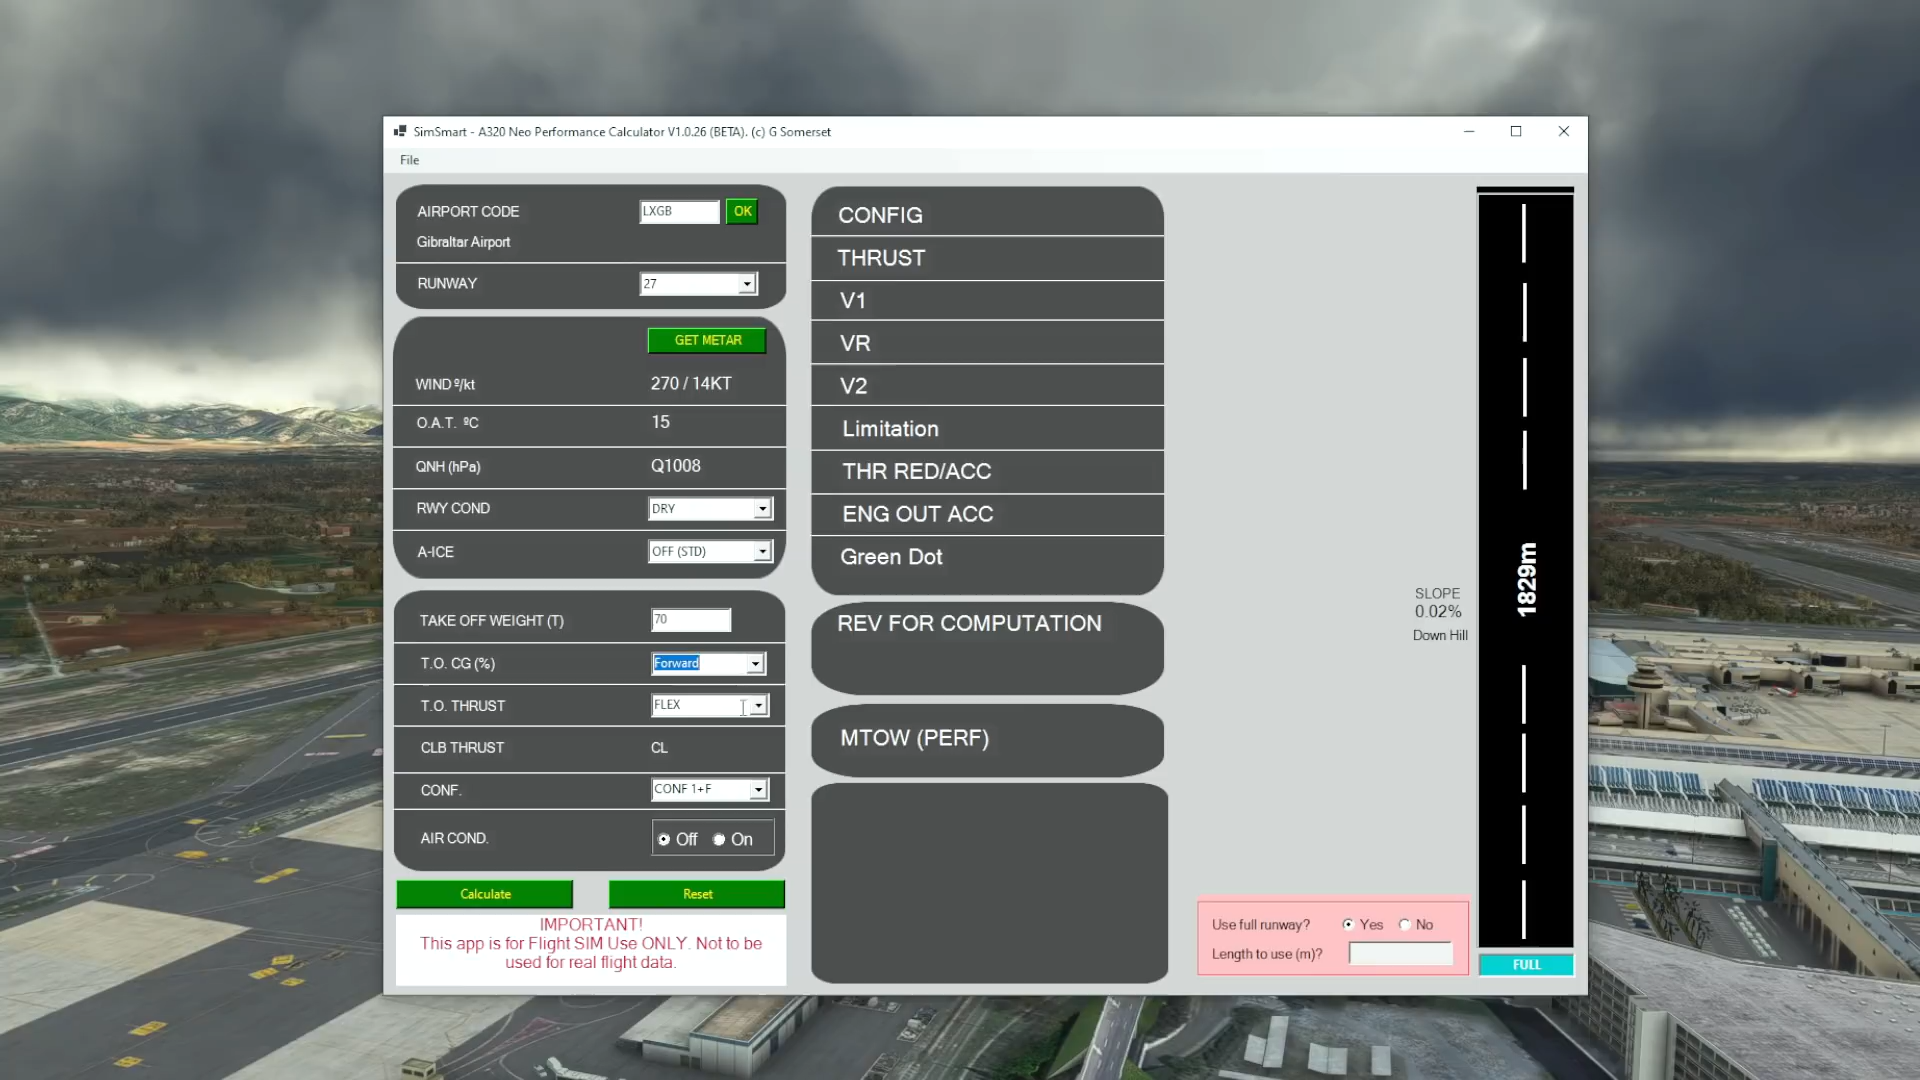 SimSmart - A320 Neo Performance Calculator V1.0.26 (BETA). (c) G Somerset
File
AIRPORT CODE LXGB OK
Gibraltar Airport
RUNWAY 27
GET METAR
WIND º/kt 270 / 14KT
O.A.T. ºC 15
QNH (hPa) Q1008
RWY COND DRY
A-ICE OFF (STD)
TAKE OFF WEIGHT (T) 70
T.O. CG (%) Forward
T.O. THRUST FLEX
CLB THRUST CL
CONF. CONF 1+F
AIR COND. Off On
Calculate Reset
IMPORTANT!
This app is for Flight SIM Use ONLY. Not to be
used for real flight data.
CONFIG
THRUST
V1
VR
V2
Limitation
THR RED/ACC
ENG OUT ACC
Green Dot
REV FOR COMPUTATION
MTOW (PERF)
SLOPE
0.02%
Down Hill
1829m
Use full runway? Yes No
Length to use (m)?
FULL